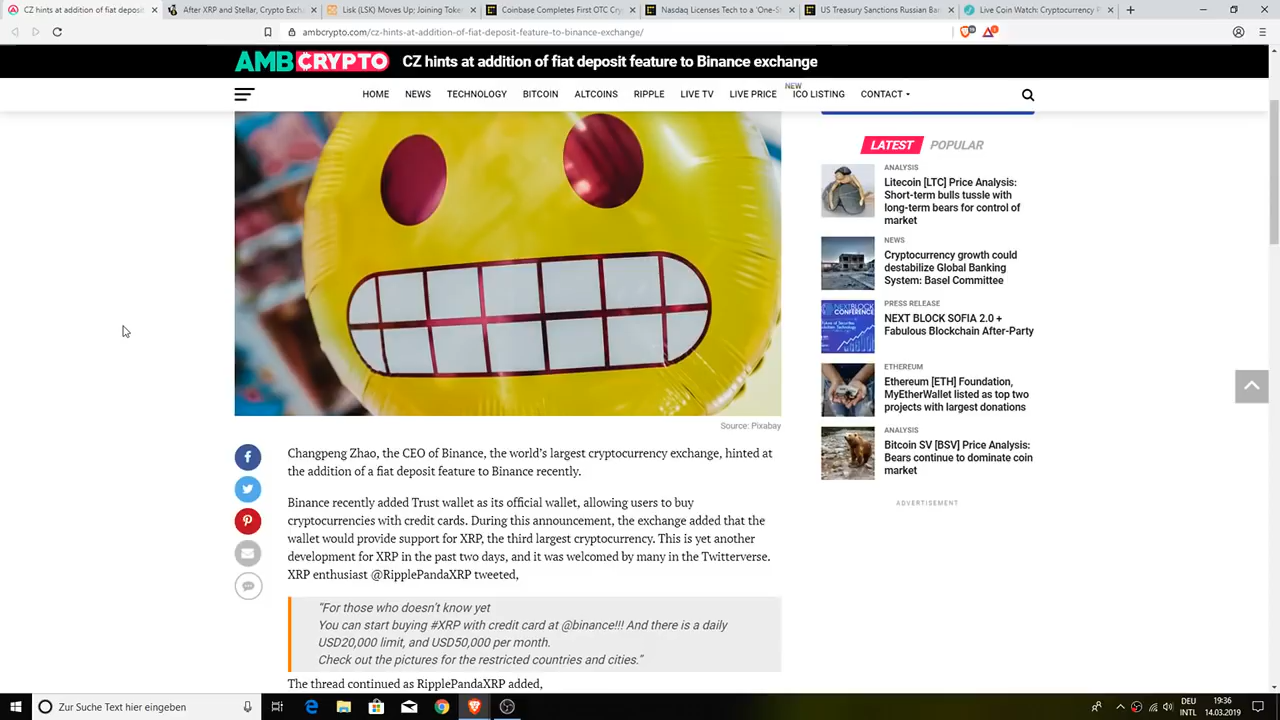 CZ hints at addition of fiat deposi
After XRP and Stellar, Crypto Exch
Lisk (LSK) Moves Up; Joining Toke
Coinbase Completes First OTC Cr
Nasdaq Licenses Tech to a 'One-S
US Treasury Sanctions Russian Ba
Live Coin Watch: Cryptocurrency P
ambcrypto.com/cz-hints-at-addition-of-fiat-deposit-feature-to-binance-exchange/
AMBCRYPTO CZ hints at addition of fiat deposit feature to Binance exchange
HOME NEWS TECHNOLOGY BITCOIN ALTCOINS RIPPLE LIVE TV LIVE PRICE NEW ICO LISTING CONTACT
LATEST POPULAR
ANALYSIS
Litecoin [LTC] Price Analysis:
Short-term bulls tussle with
long-term bears for control of
market
NEWS
Cryptocurrency growth could
destabilize Global Banking
System: Basel Committee
PRESS RELEASE
NEXT BLOCK SOFIA 2.0 +
Fabulous Blockchain After-Party
ETHEREUM
Ethereum [ETH] Foundation,
MyEtherWallet listed as top two
projects with largest donations
ANALYSIS
Bitcoin SV [BSV] Price Analysis:
Bears continue to dominate coin
market
ADVERTISEMENT
Source: Pixabay
Changpeng Zhao, the CEO of Binance, the world's largest cryptocurrency exchange, hinted at
the addition of a fiat deposit feature to Binance recently.
Binance recently added Trust wallet as its official wallet, allowing users to buy
cryptocurrencies with credit cards. During this announcement, the exchange added that the
wallet would provide support for XRP, the third largest cryptocurrency. This is yet another
development for XRP in the past two days, and it was welcomed by many in the Twitterverse.
XRP enthusiast @RipplePandaXRP tweeted,
"For those who doesn't know yet
You can start buying #XRP with credit card at @binance!!! And there is a daily
USD20,000 limit, and USD50,000 per month.
Check out the pictures for the restricted countries and cities."
The thread continued as RipplePandaXRP added,
Zur Suche Text hier eingeben
DEU
INTL
19:36
14.03.2019